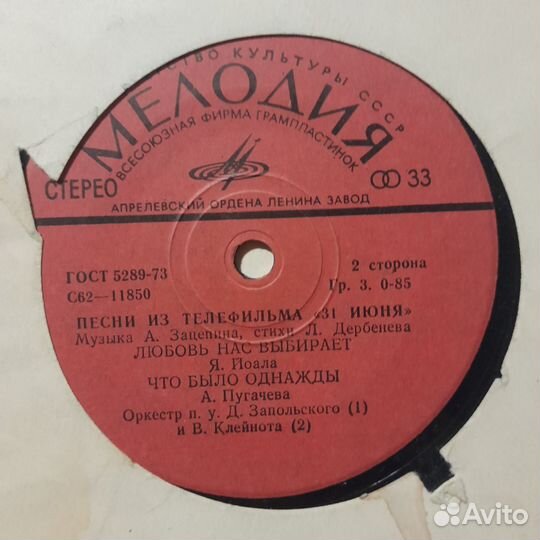 КУЛЬТУРЫ СССР
МЕЛОДИЯ
ВСЕСОЮЗНАЯ ФИРМА ГРАМПЛАСТИНОК
СТЕРЕО
33
АПРЕЛЕВСКИЙ ОРДЕНА ЛЕНИНА ЗАВОД
ГОСТ 5289-73
2 сторона
С62—11850
Гр. 3. 0-85
ПЕСНИ ИЗ ТЕЛЕФИЛЬМА «31 ИЮНЯ»
Музыка А. Зацепина, стихи Л. Дербенева
ЛЮБОВЬ НАС ВЫБИРАЕТ
Я. Йоала
ЧТО БЫЛО ОДНАЖДЫ
А. Пугачева
Оркестр п. у. Д. Запольского (1)
и В. Клейнота (2)
Avito